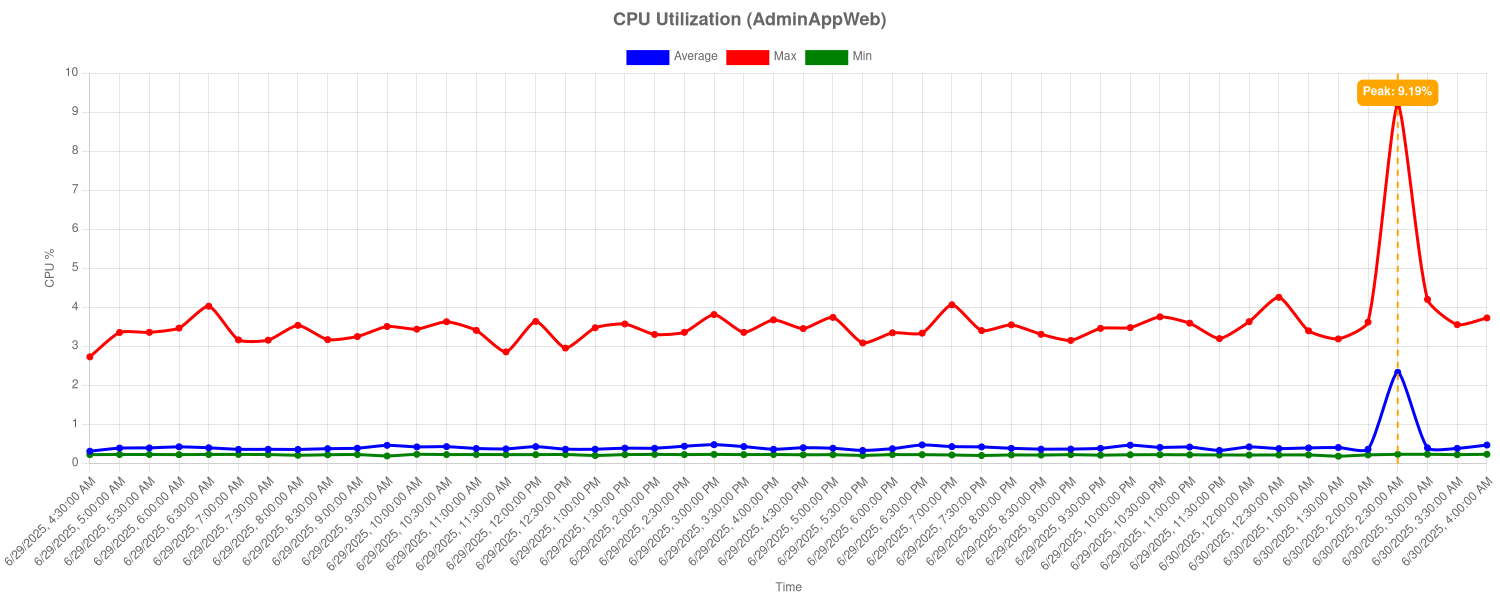 CPU Utilization (AdminAppWeb)
Average Max Min
Peak: 9.19%
10
9
8
7
6
5
4
3
2
1
0
CPU %
6/29/2025, 4:30:00 AM
6/29/2025, 5:00:00 AM
6/29/2025, 5:30:00 AM
6/29/2025, 6:00:00 AM
6/29/2025, 6:30:00 AM
6/29/2025, 7:00:00 AM
6/29/2025, 7:30:00 AM
6/29/2025, 8:00:00 AM
6/29/2025, 8:30:00 AM
6/29/2025, 9:00:00 AM
6/29/2025, 9:30:00 AM
6/29/2025, 10:00:00 AM
6/29/2025, 10:30:00 AM
6/29/2025, 11:00:00 AM
6/29/2025, 11:30:00 AM
6/29/2025, 12:00:00 PM
6/29/2025, 12:30:00 PM
6/29/2025, 1:00:00 PM
6/29/2025, 1:30:00 PM
6/29/2025, 2:00:00 PM
6/29/2025, 2:30:00 PM
6/29/2025, 3:00:00 PM
6/29/2025, 3:30:00 PM
6/29/2025, 4:00:00 PM
6/29/2025, 4:30:00 PM
6/29/2025, 5:00:00 PM
6/29/2025, 5:30:00 PM
6/29/2025, 6:00:00 PM
6/29/2025, 6:30:00 PM
6/29/2025, 7:00:00 PM
6/29/2025, 7:30:00 PM
6/29/2025, 8:00:00 PM
6/29/2025, 8:30:00 PM
6/29/2025, 9:00:00 PM
6/29/2025, 9:30:00 PM
6/29/2025, 10:00:00 PM
6/29/2025, 10:30:00 PM
6/29/2025, 11:00:00 PM
6/29/2025, 11:30:00 PM
6/30/2025, 12:00:00 AM
6/30/2025, 12:30:00 AM
6/30/2025, 1:00:00 AM
6/30/2025, 1:30:00 AM
6/30/2025, 2:00:00 AM
6/30/2025, 2:30:00 AM
6/30/2025, 3:00:00 AM
6/30/2025, 3:30:00 AM
6/30/2025, 4:00:00 AM
Time